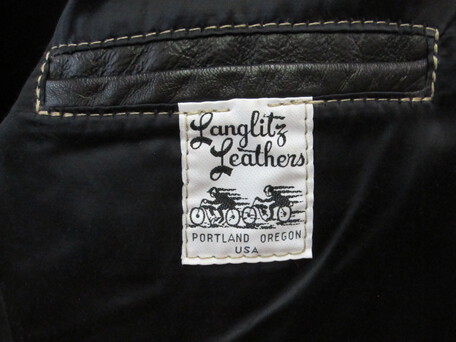 Langlitz
Leathers
PORTLAND OREGON
USA